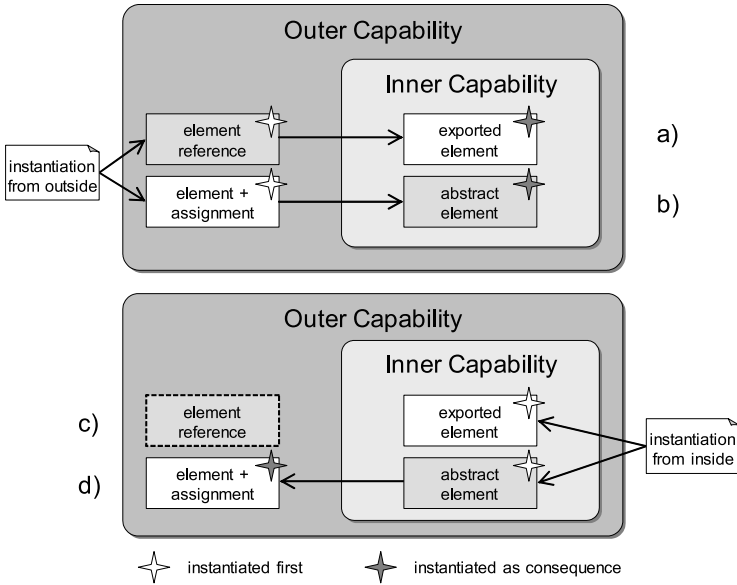 Outer Capability
Inner Capability
element
reference
exported
element
a)
instantiation
from outside
element +
assignment
abstract
element
b)
Outer Capability
Inner Capability
c)
element
reference
exported
element
instantiation
from inside
d)
element +
assignment
abstract
element
instantiated first
instantiated as consequence